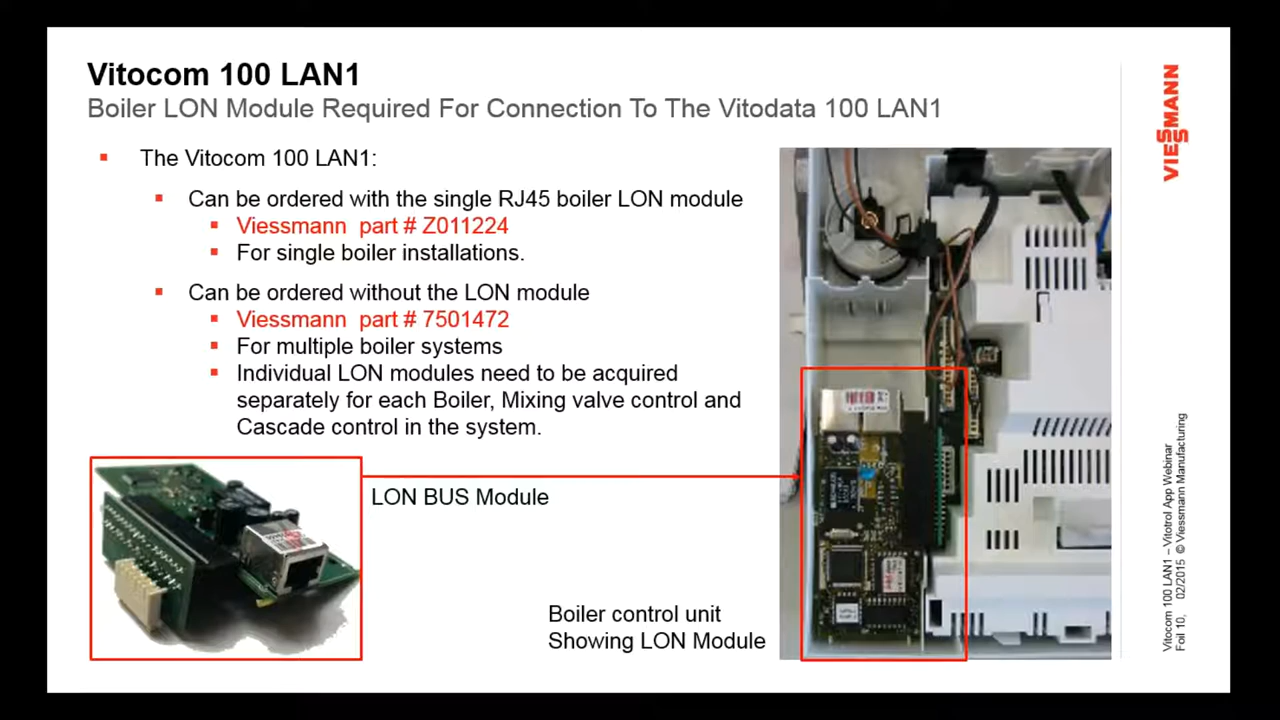 Vitocom 100 LAN1
Boiler LON Module Required For Connection To The Vitodata 100 LAN1
VIESSMANN
▪ The Vitocom 100 LAN1:
▪ Can be ordered with the single RJ45 boiler LON module
▪ Viessmann part # Z011224
▪ For single boiler installations.
▪ Can be ordered without the LON module
▪ Viessmann part # 7501472
▪ For multiple boiler systems
▪ Individual LON modules need to be acquired
separately for each Boiler, Mixing valve control and
Cascade control in the system.
LON BUS Module
Boiler control unit
Showing LON Module
Vitocom 100 LAN1 – Vitotrol App Webinar
Foil 10, 02/2015 © Viessmann Manufacturing